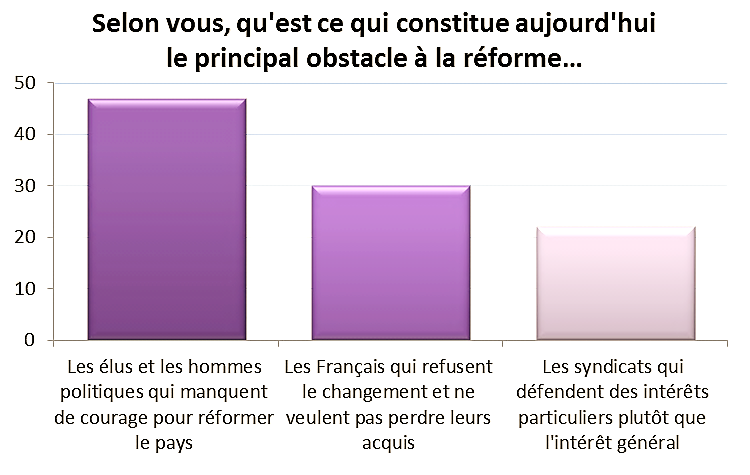 Selon vous, qu'est ce qui constitue aujourd'hui
le principal obstacle à la réforme...
50
40
30
20
10
0
Les élus et les hommes
politiques qui manquent
de courage pour réformer
le pays
Les Français qui refusent
le changement et ne
veulent pas perdre leurs
acquis
Les syndicats qui
défendent des intérêts
particuliers plutôt que
l'intérêt général